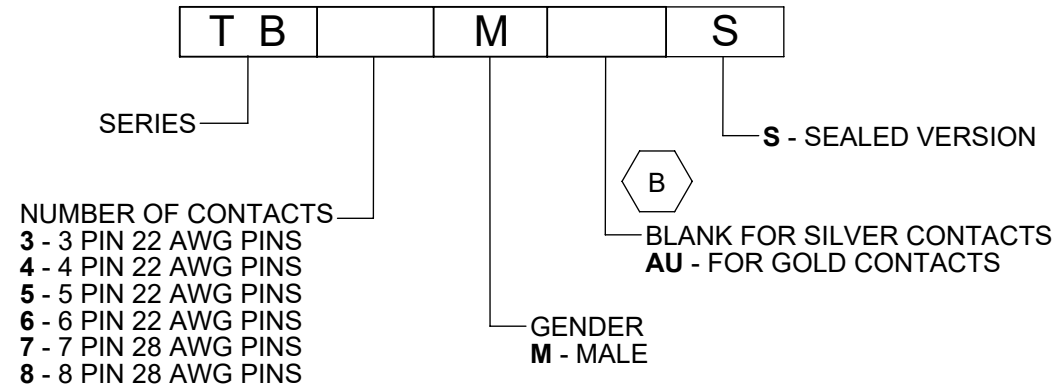 T B M S
SERIES
S - SEALED VERSION
B
NUMBER OF CONTACTS
3 - 3 PIN 22 AWG PINS
4 - 4 PIN 22 AWG PINS
5 - 5 PIN 22 AWG PINS
6 - 6 PIN 22 AWG PINS
7 - 7 PIN 28 AWG PINS
8 - 8 PIN 28 AWG PINS
BLANK FOR SILVER CONTACTS
AU - FOR GOLD CONTACTS
GENDER
M - MALE